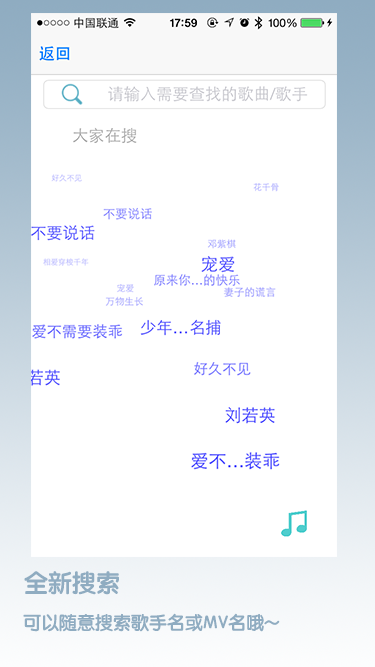 中国联通 17:59 100%
返回
请输入需要查找的歌曲/歌手
大家在搜
好久不见
花千骨
不要说话
不要说话
邓紫棋
相爱穿梭千年
宠爱
原来你...的快乐
宠爱
妻子的谎言
万物生长
少年...名捕
爱不需要装乖
好久不见
若英
刘若英
爱不...装乖
全新搜索
可以随意搜索歌手名或MV名哦～